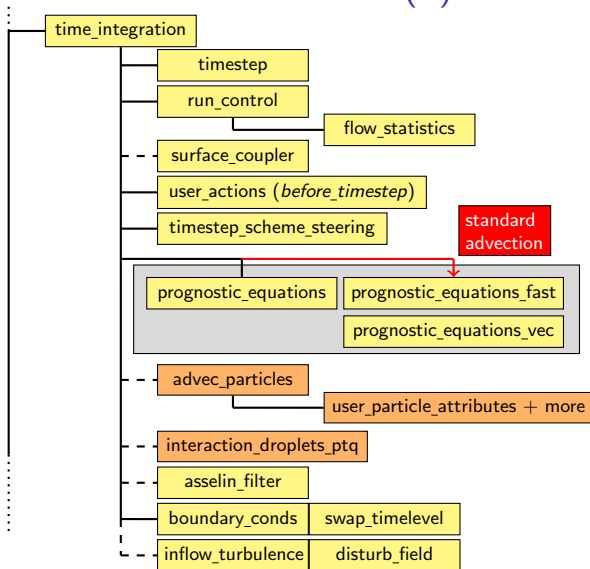 time_integration
timestep
run_control
flow_statistics
surface_coupler
user_actions (before_timestep)
timestep_scheme_steering
standard
advection
prognostic_equations prognostic_equations_fast
prognostic_equations_vec
advec_particles
user_particle_attributes + more
interaction_droplets_ptq
asselin_filter
boundary_conds swap_timelevel
inflow_turbulence disturb_field